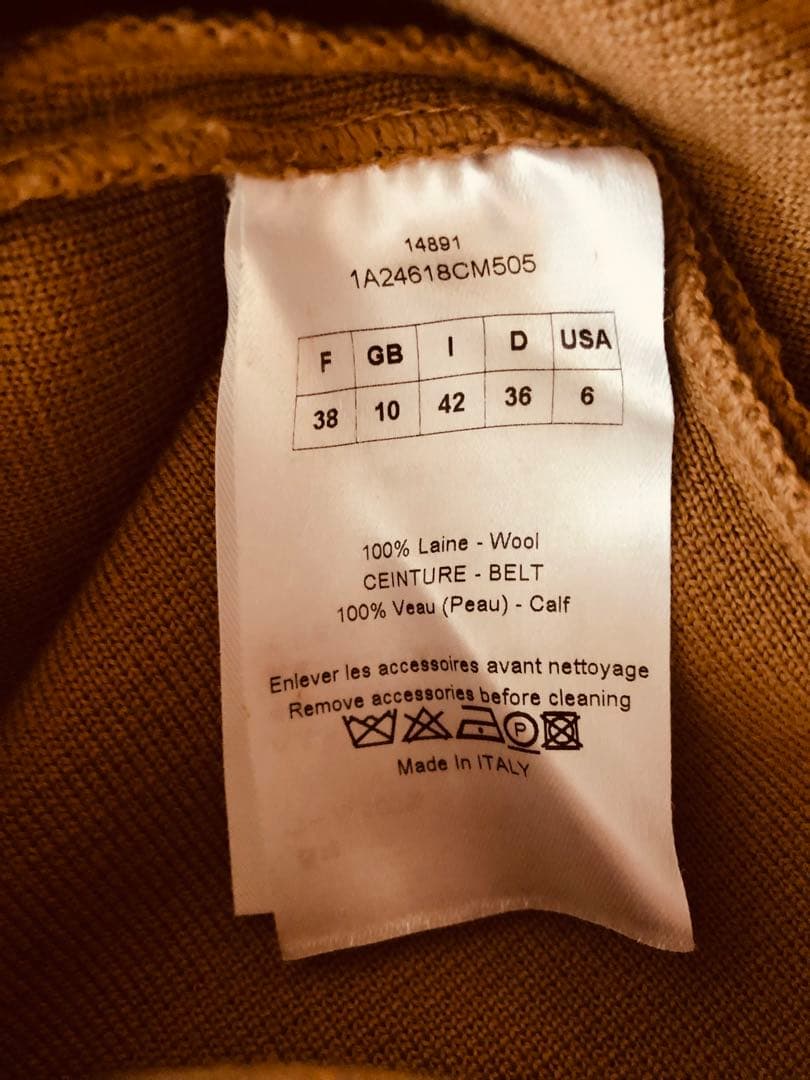 14891
1A24618CM505
F GB I D USA
38 10 42 36 6
100% Laine - Wool
CEINTURE - BELT
100% Veau (Peau) - Calf
Enlever les accessoires avant nettoyage
Remove accessories before cleaning
P
Made In ITALY